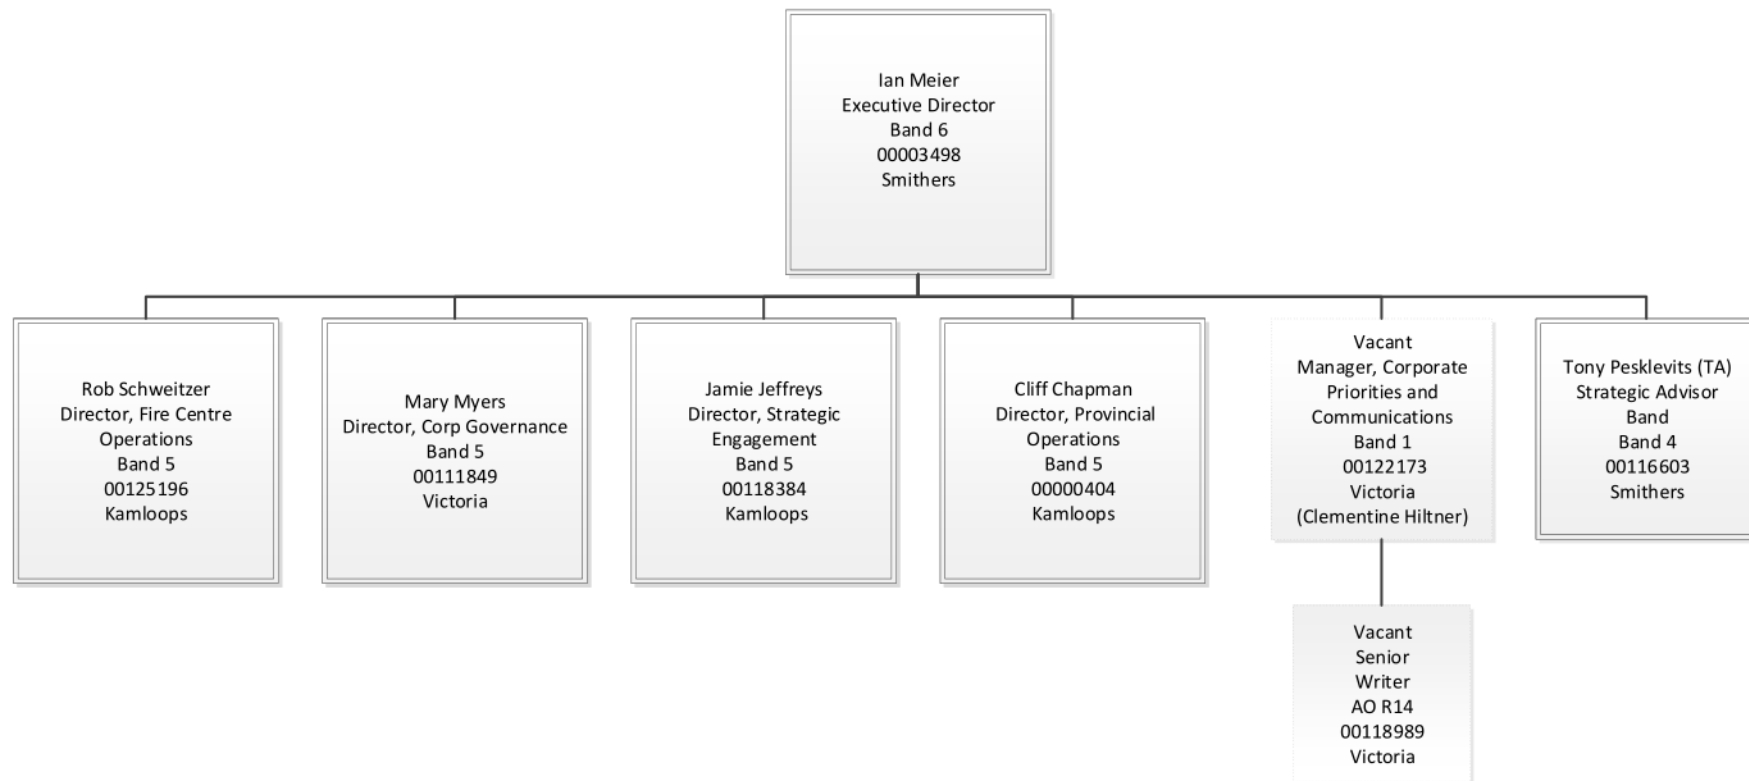 Ian Meier
Executive Director
Band 6
00003498
Smithers
Rob Schweitzer
Director, Fire Centre
Operations
Band 5
00125196
Kamloops
Mary Myers
Director, Corp Governance
Band 5
00111849
Victoria
Jamie Jeffreys
Director, Strategic
Engagement
Band 5
00118384
Kamloops
Cliff Chapman
Director, Provincial
Operations
Band 5
00000404
Kamloops
Vacant
Manager, Corporate
Priorities and
Communications
Band 1
00122173
Victoria
(Clementine Hiltner)
Tony Pesklevits (TA)
Strategic Advisor
Band
Band 4
00116603
Smithers
Vacant
Senior
Writer
AO R14
00118989
Victoria